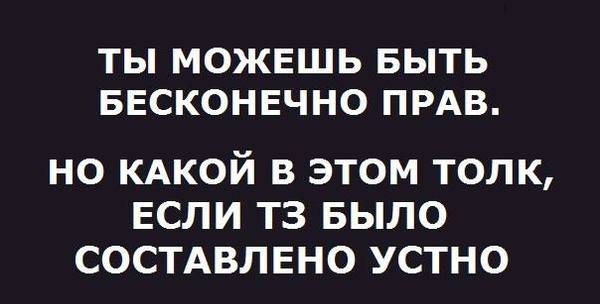 ТЫ МОЖЕШЬ БЫТЬ
БЕСКОНЕЧНО ПРАВ.
НО КАКОЙ В ЭТОМ ТОЛК,
ЕСЛИ ТЗ БЫЛО
СОСТАВЛЕНО УСТНО